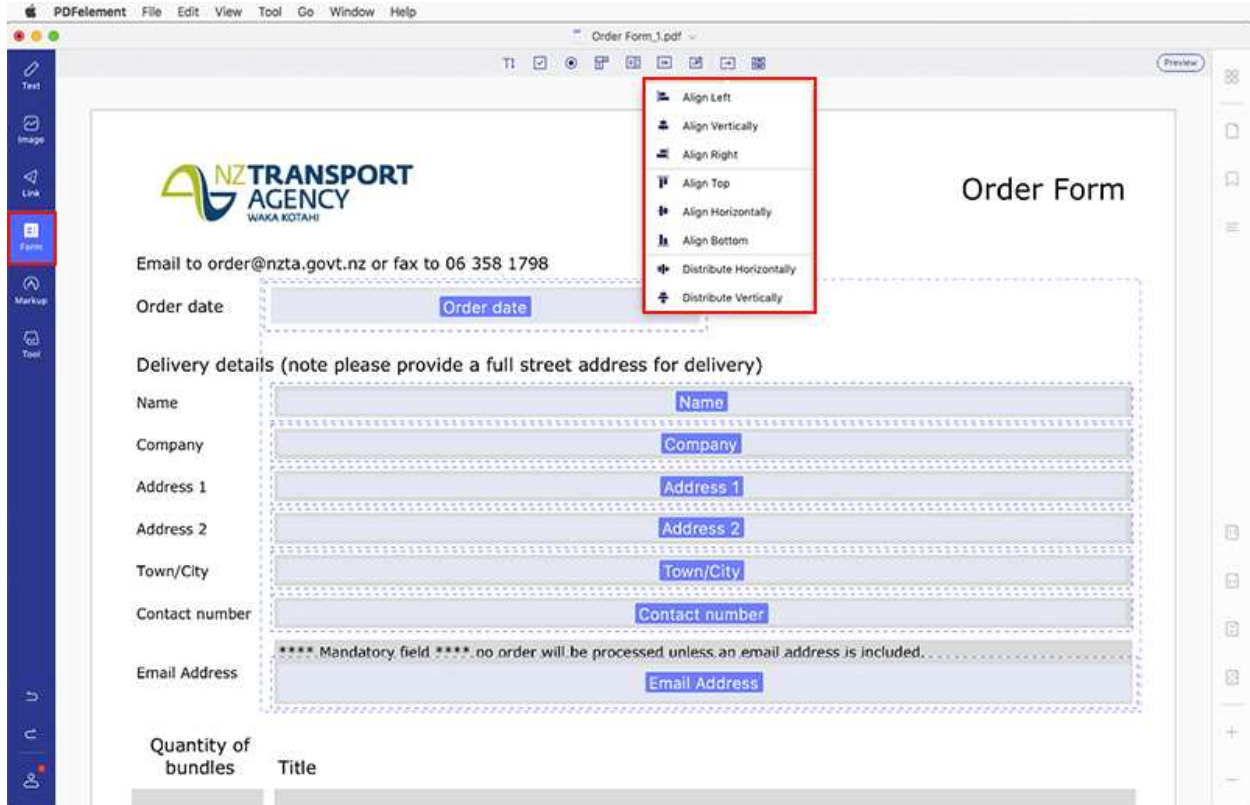 PDFelement File Edit View Tool Go Window Help
Order Form_1.pdf
Preview
Text
Image
Link
Form
Markup
Tool
Align Left
Align Vertically
Align Right
Align Top
Align Horizontally
Align Bottom
Distribute Horizontally
Distribute Vertically
NZTRANSPORT
AGENCY
WAKA KOTAHI
Order Form
Email to order@nzta.govt.nz or fax to 06 358 1798
Order date Order date
Delivery details (note please provide a full street address for delivery)
Name Name
Company Company
Address 1 Address 1
Address 2 Address 2
Town/City Town/City
Contact number Contact number
**** Mandatory field **** no order will be processed unless an email address is included.
Email Address Email Address
Quantity of
bundles Title